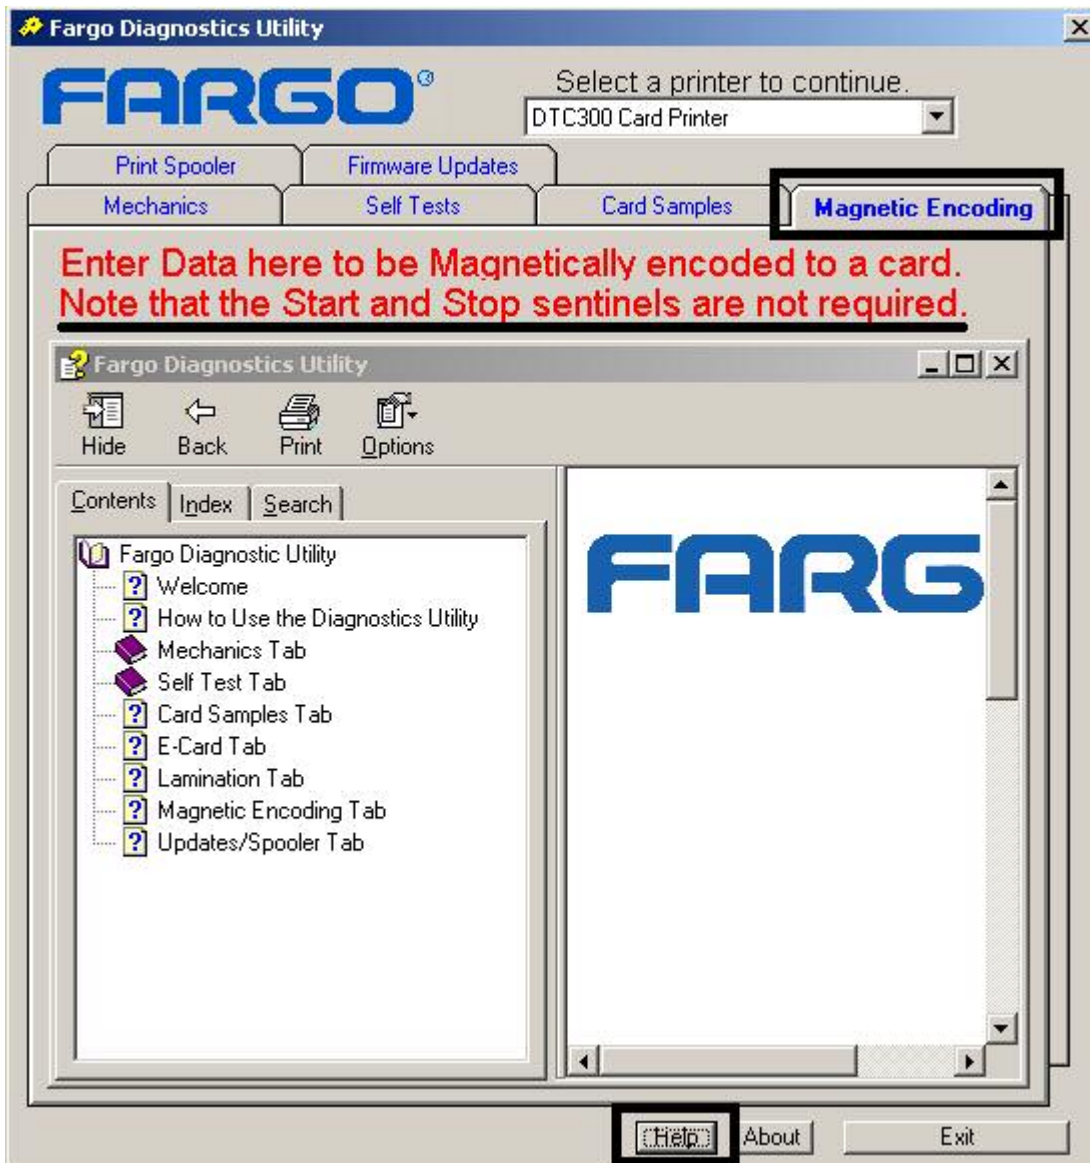 Fargo Diagnostics Utility
FARGO®
Select a printer to continue.
DTC300 Card Printer
Print Spooler
Firmware Updates
Mechanics
Self Tests
Card Samples
Magnetic Encoding
Enter Data here to be Magnetically encoded to a card.
Note that the Start and Stop sentinels are not required.
Fargo Diagnostics Utility
Hide
Back
Print
Options
Contents
Index
Search
Fargo Diagnostic Utility
Welcome
How to Use the Diagnostics Utility
Mechanics Tab
Self Test Tab
Card Samples Tab
E-Card Tab
Lamination Tab
Magnetic Encoding Tab
Updates/Spooler Tab
FARG
Help
About
Exit